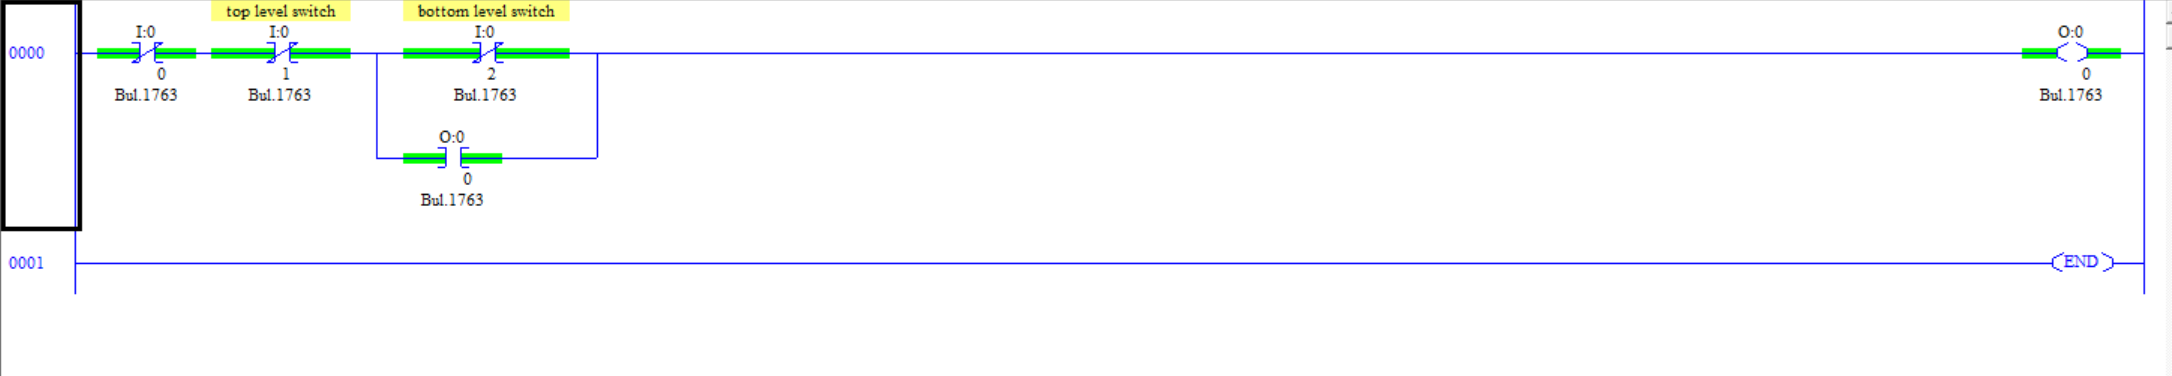 top level switch bottom level switch
I:0 I:0 I:0 O:0
0000
0 1 2 0
Bul.1763 Bul.1763 Bul.1763 Bul.1763
O:0
0
Bul.1763
0001 END